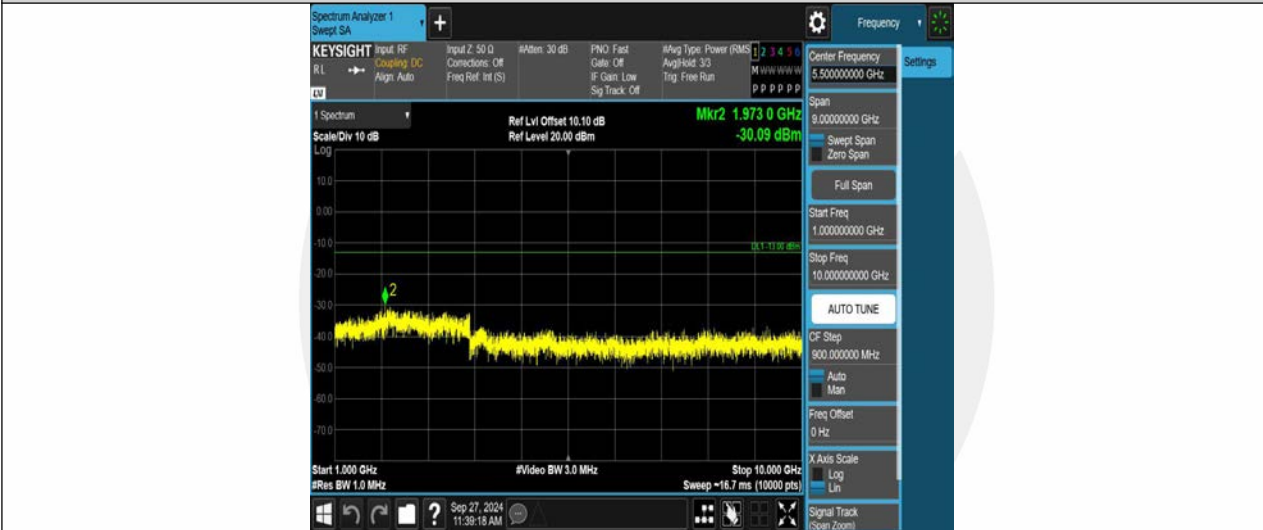 Spectrum Analyzer 1
Swept SA
+
Frequency
KEYSIGHT
RL
Input: RF
Coupling: DC
Align: Auto
Input Z: 50 Ω
Corrections: Off
Freq Ref: Int (S)
#Atten: 30 dB
PNO: Fast
Gate: Off
IF Gain: Low
Sig Track: Off
#Avg Type: Power (RMS
Avg|Hold: 3/3
Trig: Free Run
1 2 3 4 5 6
M W W W W W
P P P P P P
1 Spectrum
Scale/Div 10 dB
Log
Ref Lvl Offset 10.10 dB
Ref Level 20.00 dBm
Mkr2 1.973 0 GHz
-30.09 dBm
10.0
0.00
-10.0
DL1 -13.00 dBm
-20.0
2
-30.0
-40.0
-50.0
-60.0
-70.0
Start 1.000 GHz
#Res BW 1.0 MHz
#Video BW 3.0 MHz
Stop 10.000 GHz
Sweep ~16.7 ms (10000 pts)
?
Sep 27, 2024
11:39:18 AM
Center Frequency
5.500000000 GHz
Settings
Span
9.00000000 GHz
Swept Span
Zero Span
Full Span
Start Freq
1.000000000 GHz
Stop Freq
10.000000000 GHz
AUTO TUNE
CF Step
900.000000 MHz
Auto
Man
Freq Offset
0 Hz
X Axis Scale
Log
Lin
Signal Track
(Span Zoom)